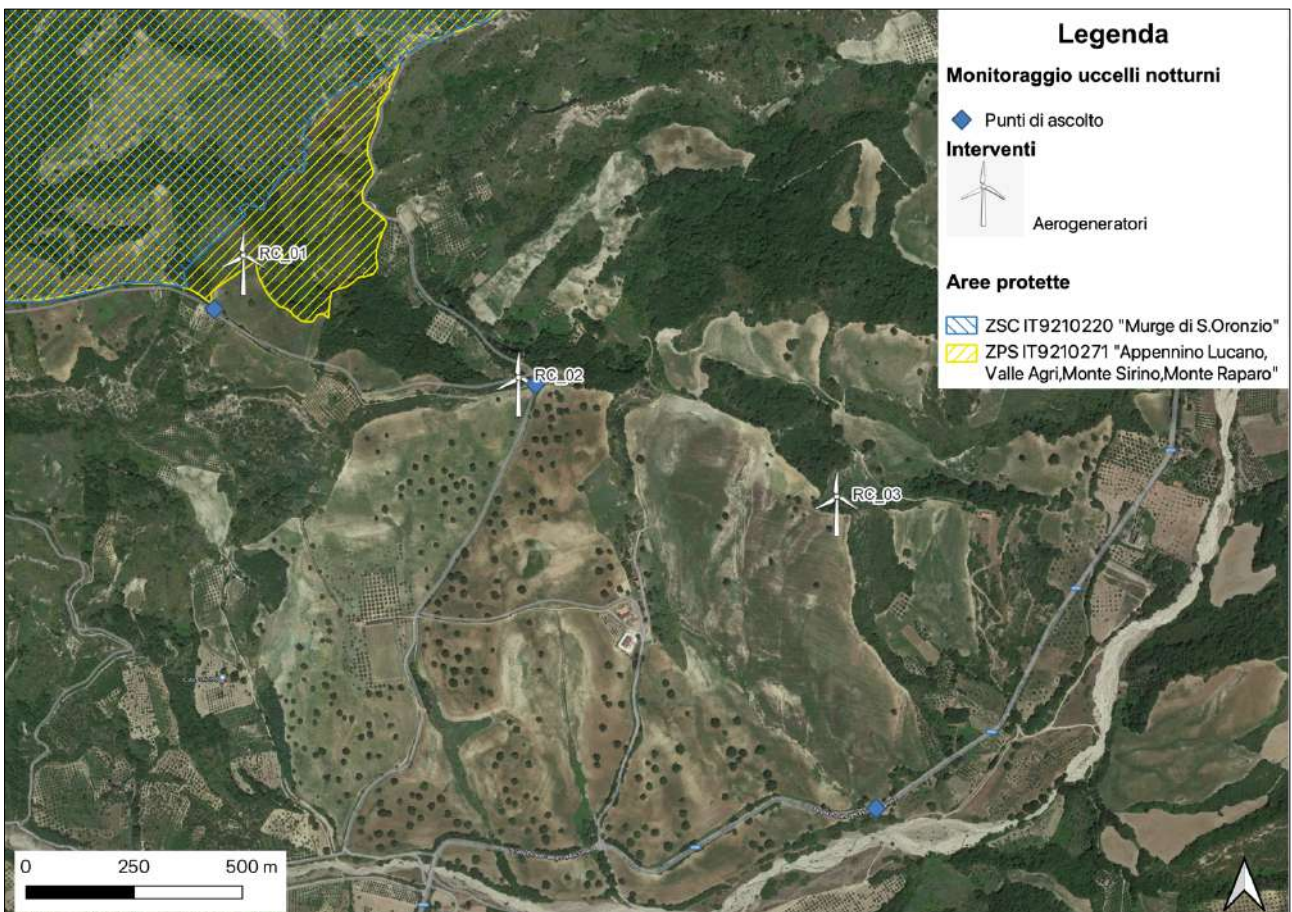 Legenda
Monitoraggio uccelli notturni
Punti di ascolto
Interventi
Aerogeneratori
Aree protette
ZSC IT9210220 "Murge di S.Oronzio"
ZPS IT9210271 "Appennino Lucano,
Valle Agri,Monte Sirino,Monte Raparo"
RC_01
RC_02
RC_03
0 250 500 m